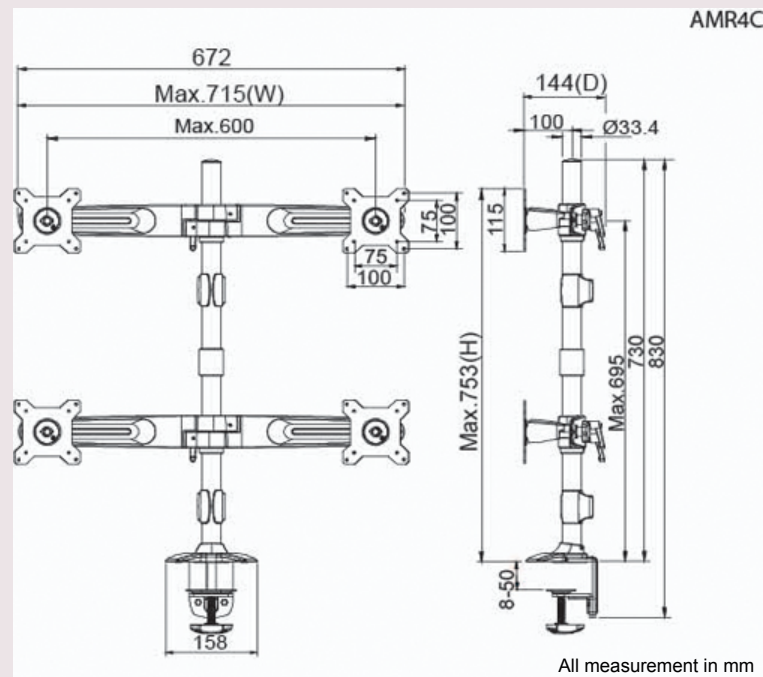 AMR4C
672
Max.715(W)
Max.600
144(D)
100
Ø33.4
75
100
75
100
115
Max.753(H)
Max.695
730
830
8-50
158
All measurement in mm